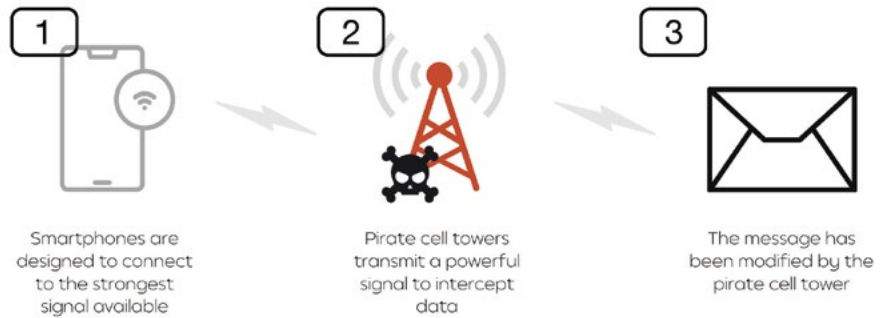 1
Smartphones are
designed to connect
to the strongest
signal available
2
Pirate cell towers
transmit a powerful
signal to intercept
data
3
The message has
been modified by the
pirate cell tower